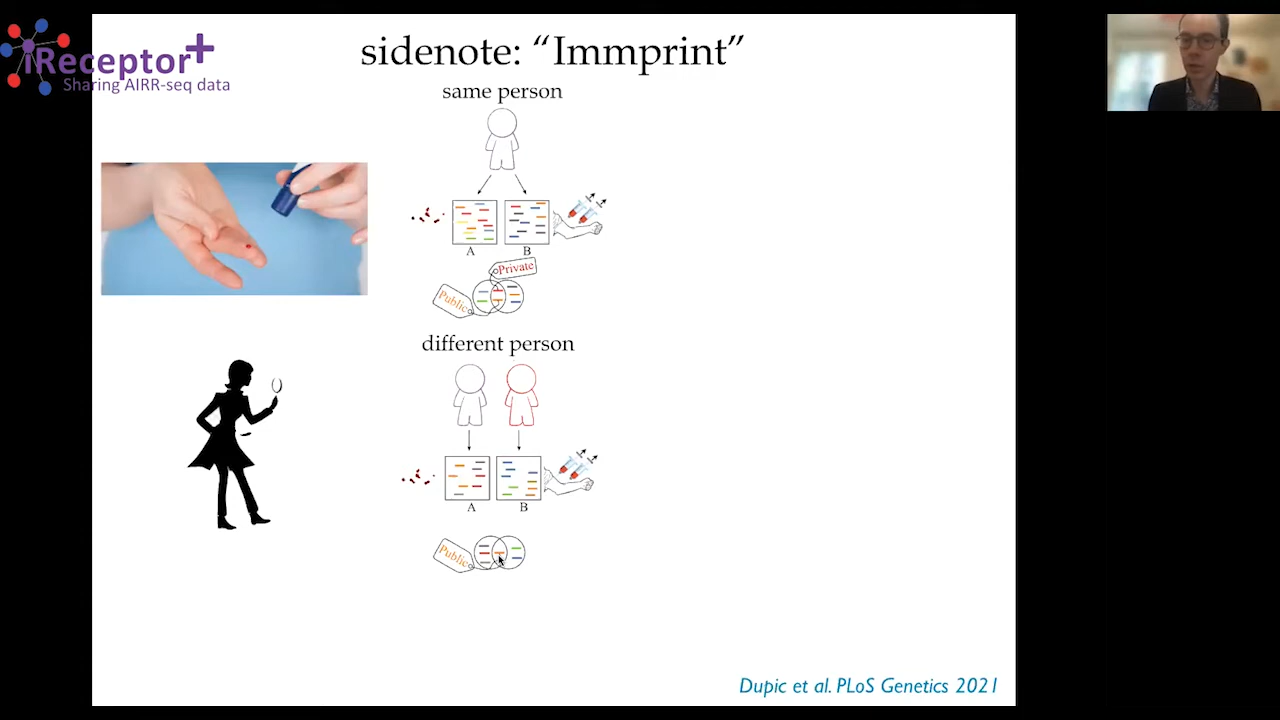 iReceptor+
Sharing AIRR-seq data
sidenote: “Immprint”
same person
A
B
Private
Public
different person
A
B
Public
Dupic et al. PLoS Genetics 2021